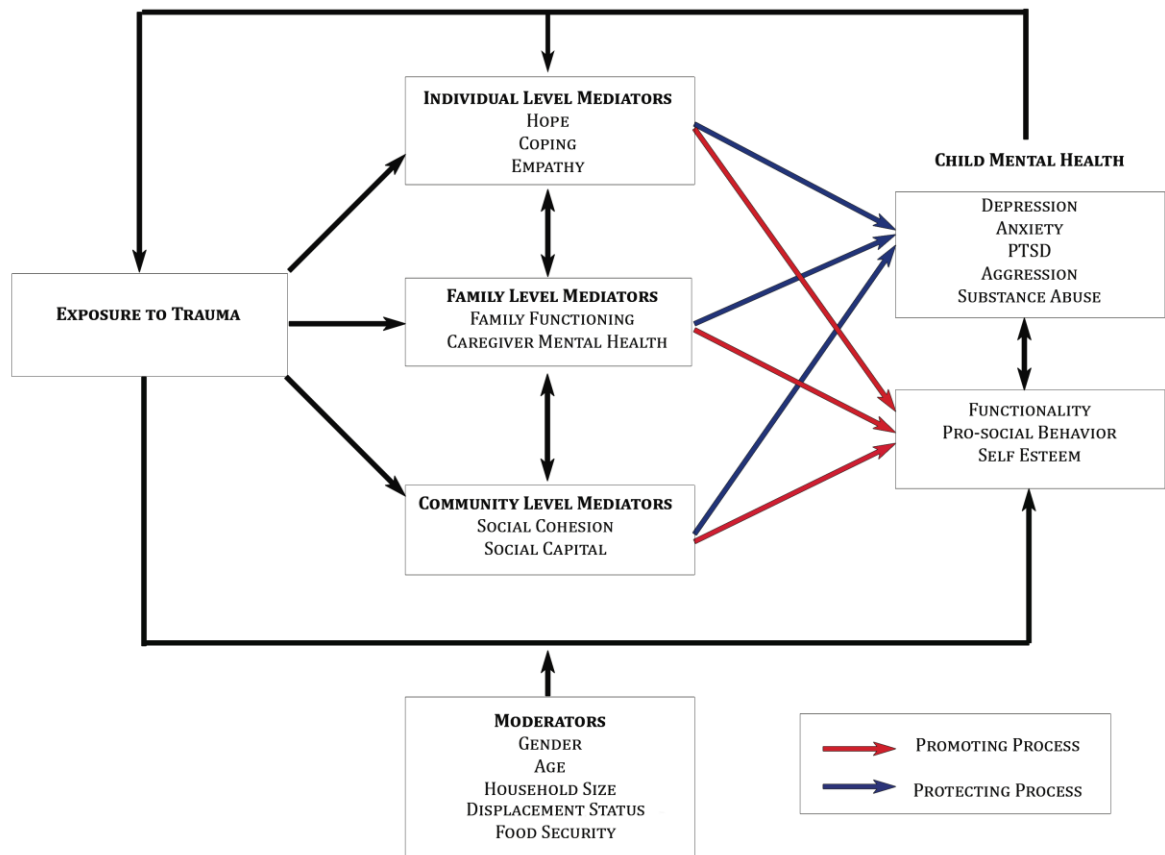 INDIVIDUAL LEVEL MEDIATORS
HOPE
COPING
EMPATHY
CHILD MENTAL HEALTH
DEPRESSION
ANXIETY
PTSD
AGGRESSION
SUBSTANCE ABUSE
EXPOSURE TO TRAUMA
FAMILY LEVEL MEDIATORS
FAMILY FUNCTIONING
CAREGIVER MENTAL HEALTH
FUNCTIONALITY
PRO-SOCIAL BEHAVIOR
SELF ESTEEM
COMMUNITY LEVEL MEDIATORS
SOCIAL COHESION
SOCIAL CAPITAL
MODERATORS
GENDER
AGE
HOUSEHOLD SIZE
DISPLACEMENT STATUS
FOOD SECURITY
PROMOTING PROCESS
PROTECTING PROCESS